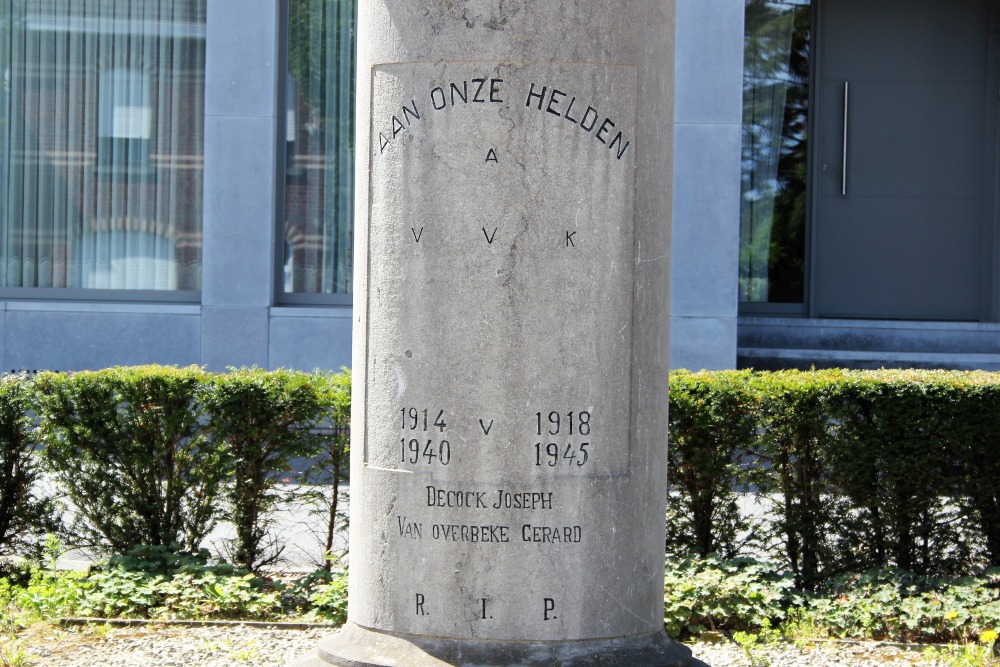 AAN ONZE HELDEN
A
V V K
1914 V 1918
1940 1945
DECOCK JOSEPH
VAN OVERBEKE GERARD
R. I. P.